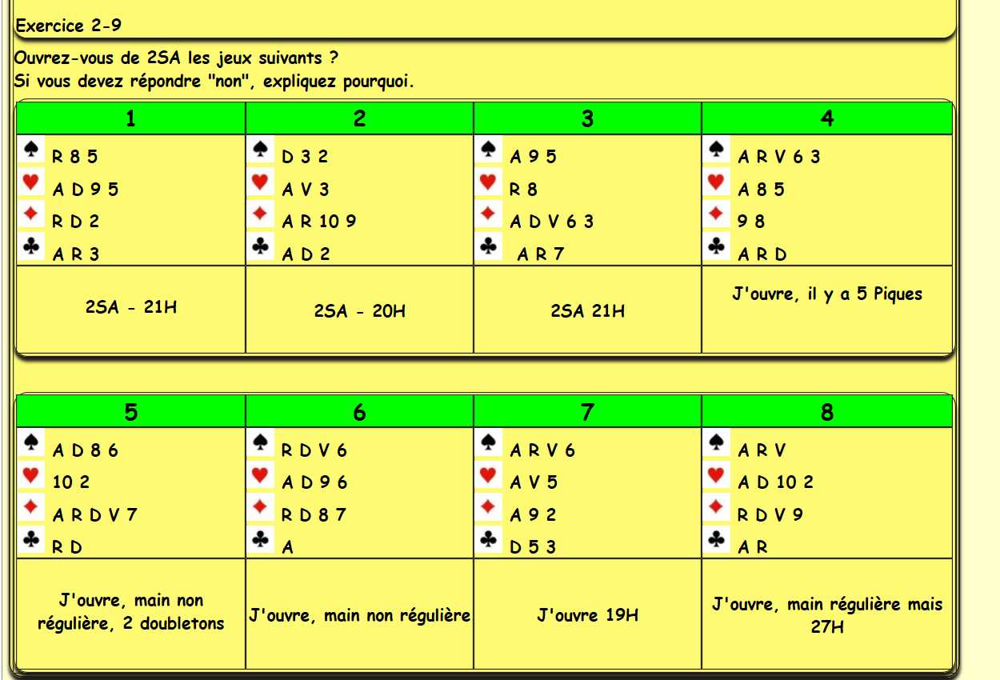 Exercice 2-9
Ouvrez-vous de 2SA les jeux suivants ?
Si vous devez répondre "non", expliquez pourquoi.
1 2 3 4
♠ R 8 5 ♠ D 3 2 ♠ A 9 5 ♠ A R V 6 3
♥ A D 9 5 ♥ A V 3 ♥ R 8 ♥ A 8 5
♦ R D 2 ♦ A R 10 9 ♦ A D V 6 3 ♦ 9 8
♣ A R 3 ♣ A D 2 ♣ A R 7 ♣ A R D
2SA - 21H 2SA - 20H 2SA 21H J'ouvre, il y a 5 Piques
5 6 7 8
♠ A D 8 6 ♠ R D V 6 ♠ A R V 6 ♠ A R V
♥ 10 2 ♥ A D 9 6 ♥ A V 5 ♥ A D 10 2
♦ A R D V 7 ♦ R D 8 7 ♦ A 9 2 ♦ R D V 9
♣ R D ♣ A ♣ D 5 3 ♣ A R
J'ouvre, main non
régulière, 2 doubletons
J'ouvre, main non régulière
J'ouvre 19H
J'ouvre, main régulière mais
27H